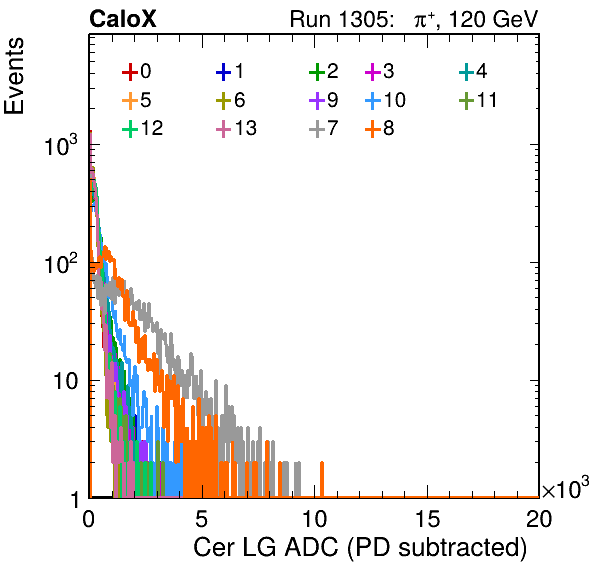 CaloX Run 1305: π⁺, 120 GeV
Events
0 1 2 3 4
5 6 9 10 11
12 13 7 8
10³
10²
10
1
0 5 10 15 20 ×10³
Cer LG ADC (PD subtracted)